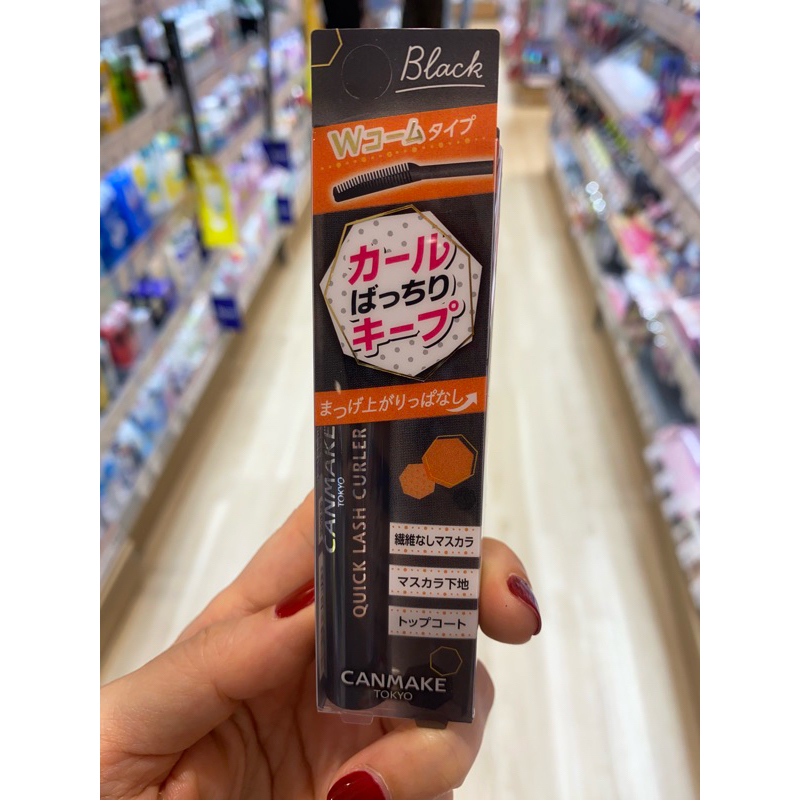 Black
Wコームタイプ
カール
ばっちり
キープ
まつげ上がりっぱなし
CANMAKE
TOKYO
QUICK LASH CURLER
繊維なしマスカラ
マスカラ下地
トップコート
CANMAKE
TOKYO